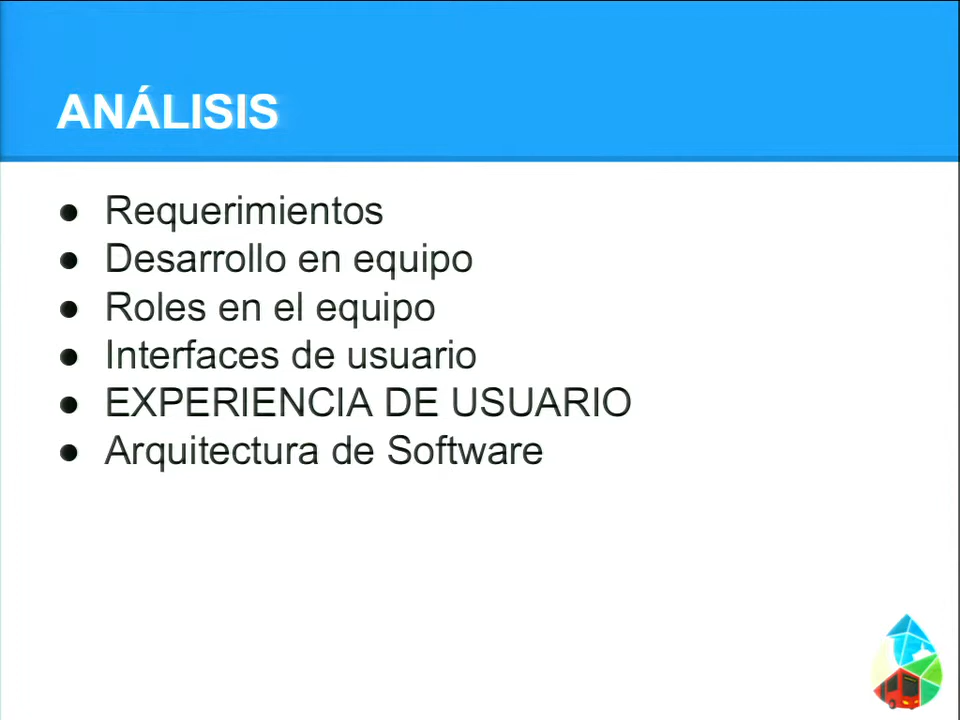 ANÁLISIS
● Requerimientos
● Desarrollo en equipo
● Roles en el equipo
● Interfaces de usuario
● EXPERIENCIA DE USUARIO
● Arquitectura de Software